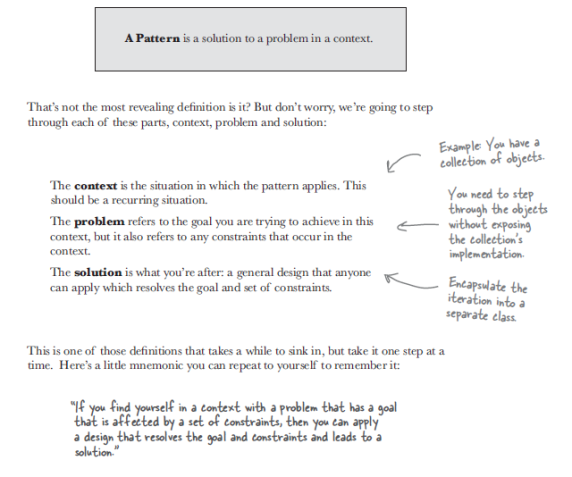 A Pattern is a solution to a problem in a context.
That's not the most revealing definition is it? But don't worry, we're going to step
through each of these parts, context, problem and solution:
Example: You have a
collection of objects.
The context is the situation in which the pattern applies. This
should be a recurring situation.
You need to step
through the objects
without exposing
the collection's
implementation.
The problem refers to the goal you are trying to achieve in this
context, but it also refers to any constraints that occur in the
context.
The solution is what you're after: a general design that anyone
can apply which resolves the goal and set of constraints.
Encapsulate the
iteration into a
separate class.
This is one of those definitions that takes a while to sink in, but take it one step at a
time. Here's a little mnemonic you can repeat to yourself to remember it:
"If you find yourself in a context with a problem that has a goal
that is affected by a set of constraints, then you can apply
a design that resolves the goal and constraints and leads to a
solution."